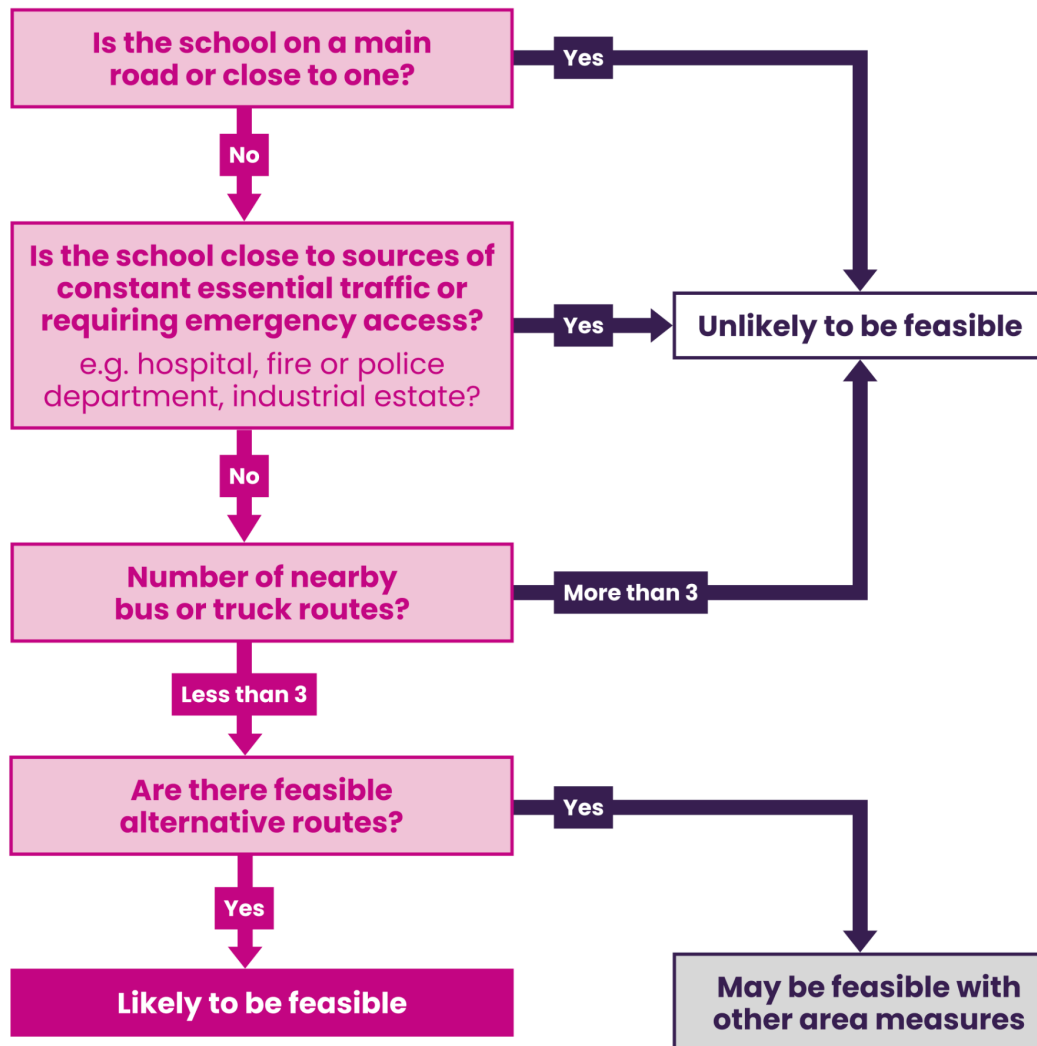 Is the school on a main
road or close to one?
Yes
No
Is the school close to sources of
constant essential traffic or
requiring emergency access?
e.g. hospital, fire or police
department, industrial estate?
Yes
Unlikely to be feasible
No
Number of nearby
bus or truck routes?
More than 3
Less than 3
Are there feasible
alternative routes?
Yes
Yes
Likely to be feasible
May be feasible with
other area measures